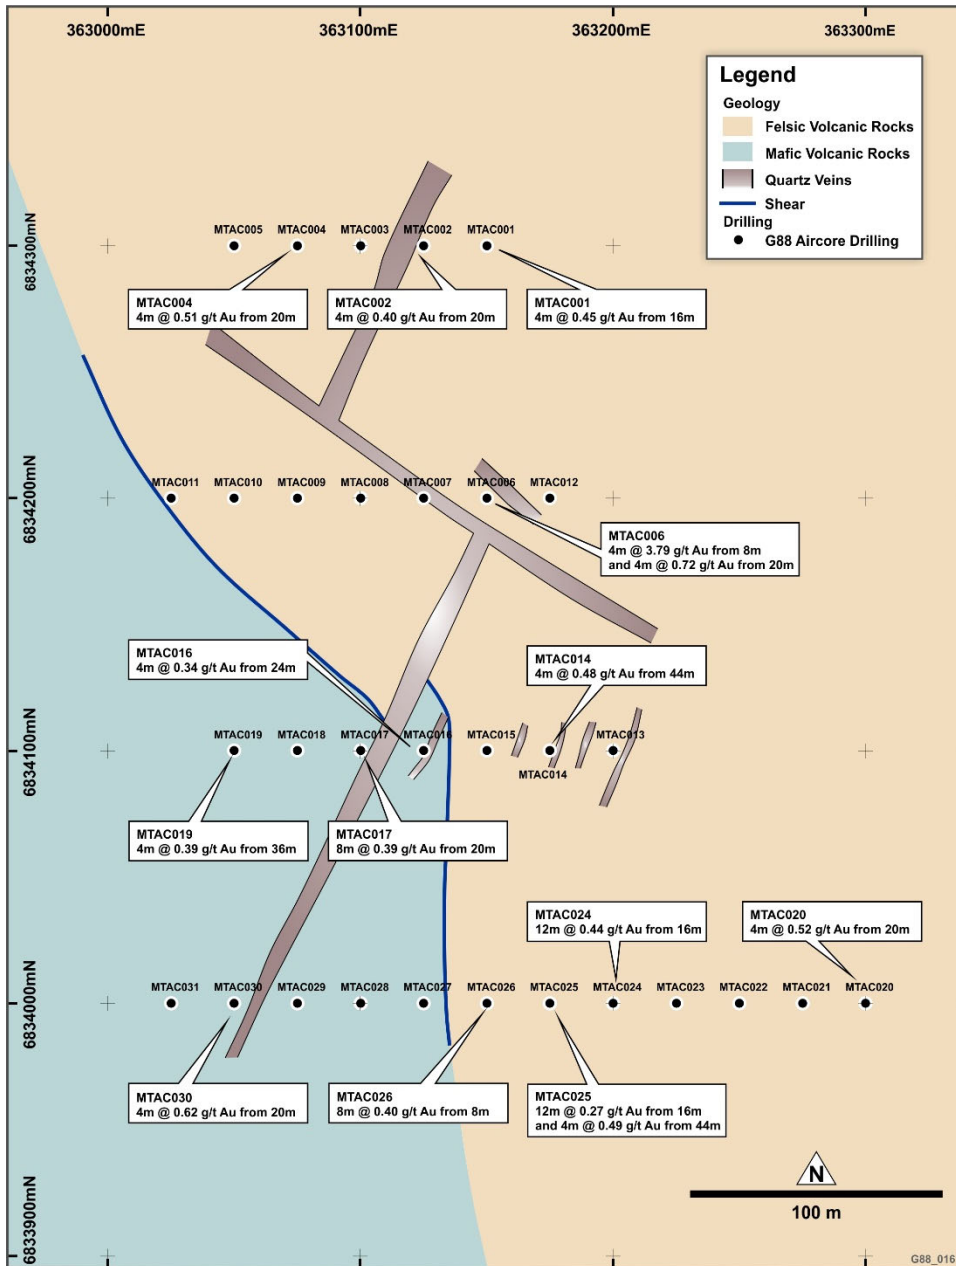 363000mE
363100mE
363200mE
363300mE
Legend
Geology
Felsic Volcanic Rocks
Mafic Volcanic Rocks
Quartz Veins
Shear
Drilling
G88 Aircore Drilling
6834300mN
MTAC005
MTAC004
MTAC003
MTAC002
MTAC001
MTAC004
4m @ 0.51 g/t Au from 20m
MTAC002
4m @ 0.40 g/t Au from 20m
MTAC001
4m @ 0.45 g/t Au from 16m
6834200mN
MTAC011
MTAC010
MTAC009
MTAC008
MTAC007
MTAC006
MTAC012
MTAC006
4m @ 3.79 g/t Au from 8m
and 4m @ 0.72 g/t Au from 20m
MTAC016
4m @ 0.34 g/t Au from 24m
MTAC014
4m @ 0.48 g/t Au from 44m
6834100mN
MTAC019
MTAC018
MTAC017
MTAC016
MTAC015
MTAC014
MTAC013
MTAC019
4m @ 0.39 g/t Au from 36m
MTAC017
8m @ 0.39 g/t Au from 20m
MTAC024
12m @ 0.44 g/t Au from 16m
MTAC020
4m @ 0.52 g/t Au from 20m
6834000mN
MTAC031
MTAC030
MTAC029
MTAC028
MTAC027
MTAC026
MTAC025
MTAC024
MTAC023
MTAC022
MTAC021
MTAC020
MTAC030
4m @ 0.62 g/t Au from 20m
MTAC026
8m @ 0.40 g/t Au from 8m
MTAC025
12m @ 0.27 g/t Au from 16m
and 4m @ 0.49 g/t Au from 44m
N
100 m
6833900mN
G88_016